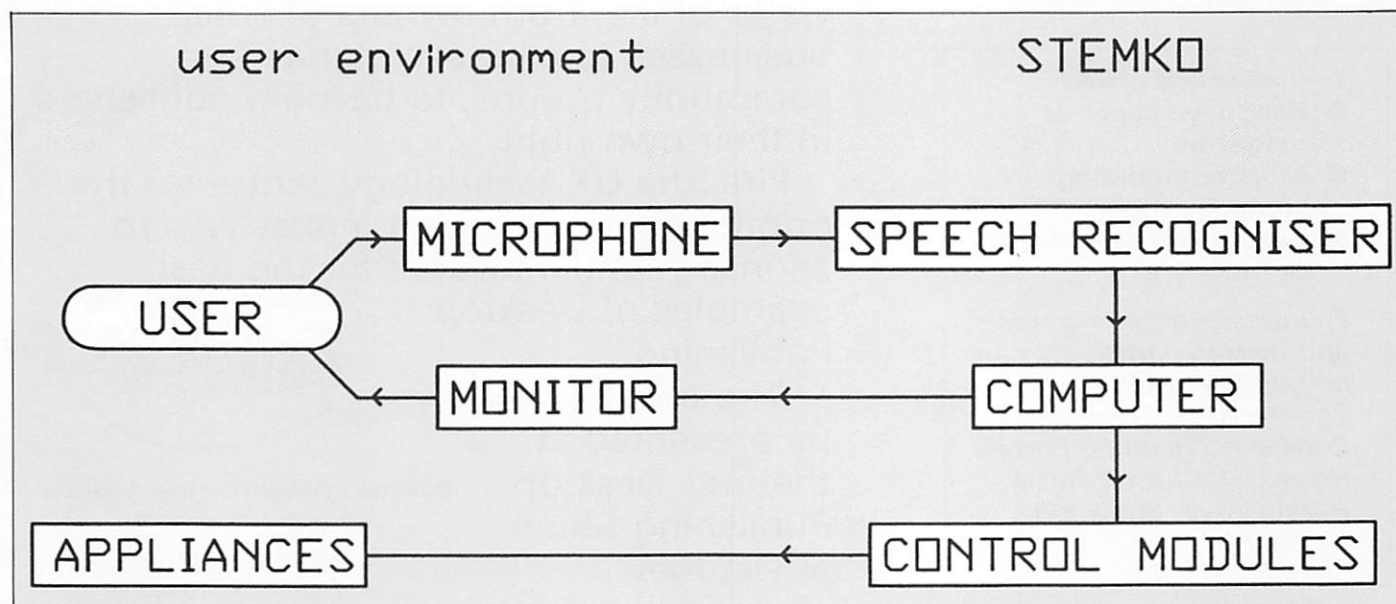 user environment STEMKO
MICROPHONE SPEECH RECOGNISER
USER
MONITOR COMPUTER
APPLIANCES CONTROL MODULES